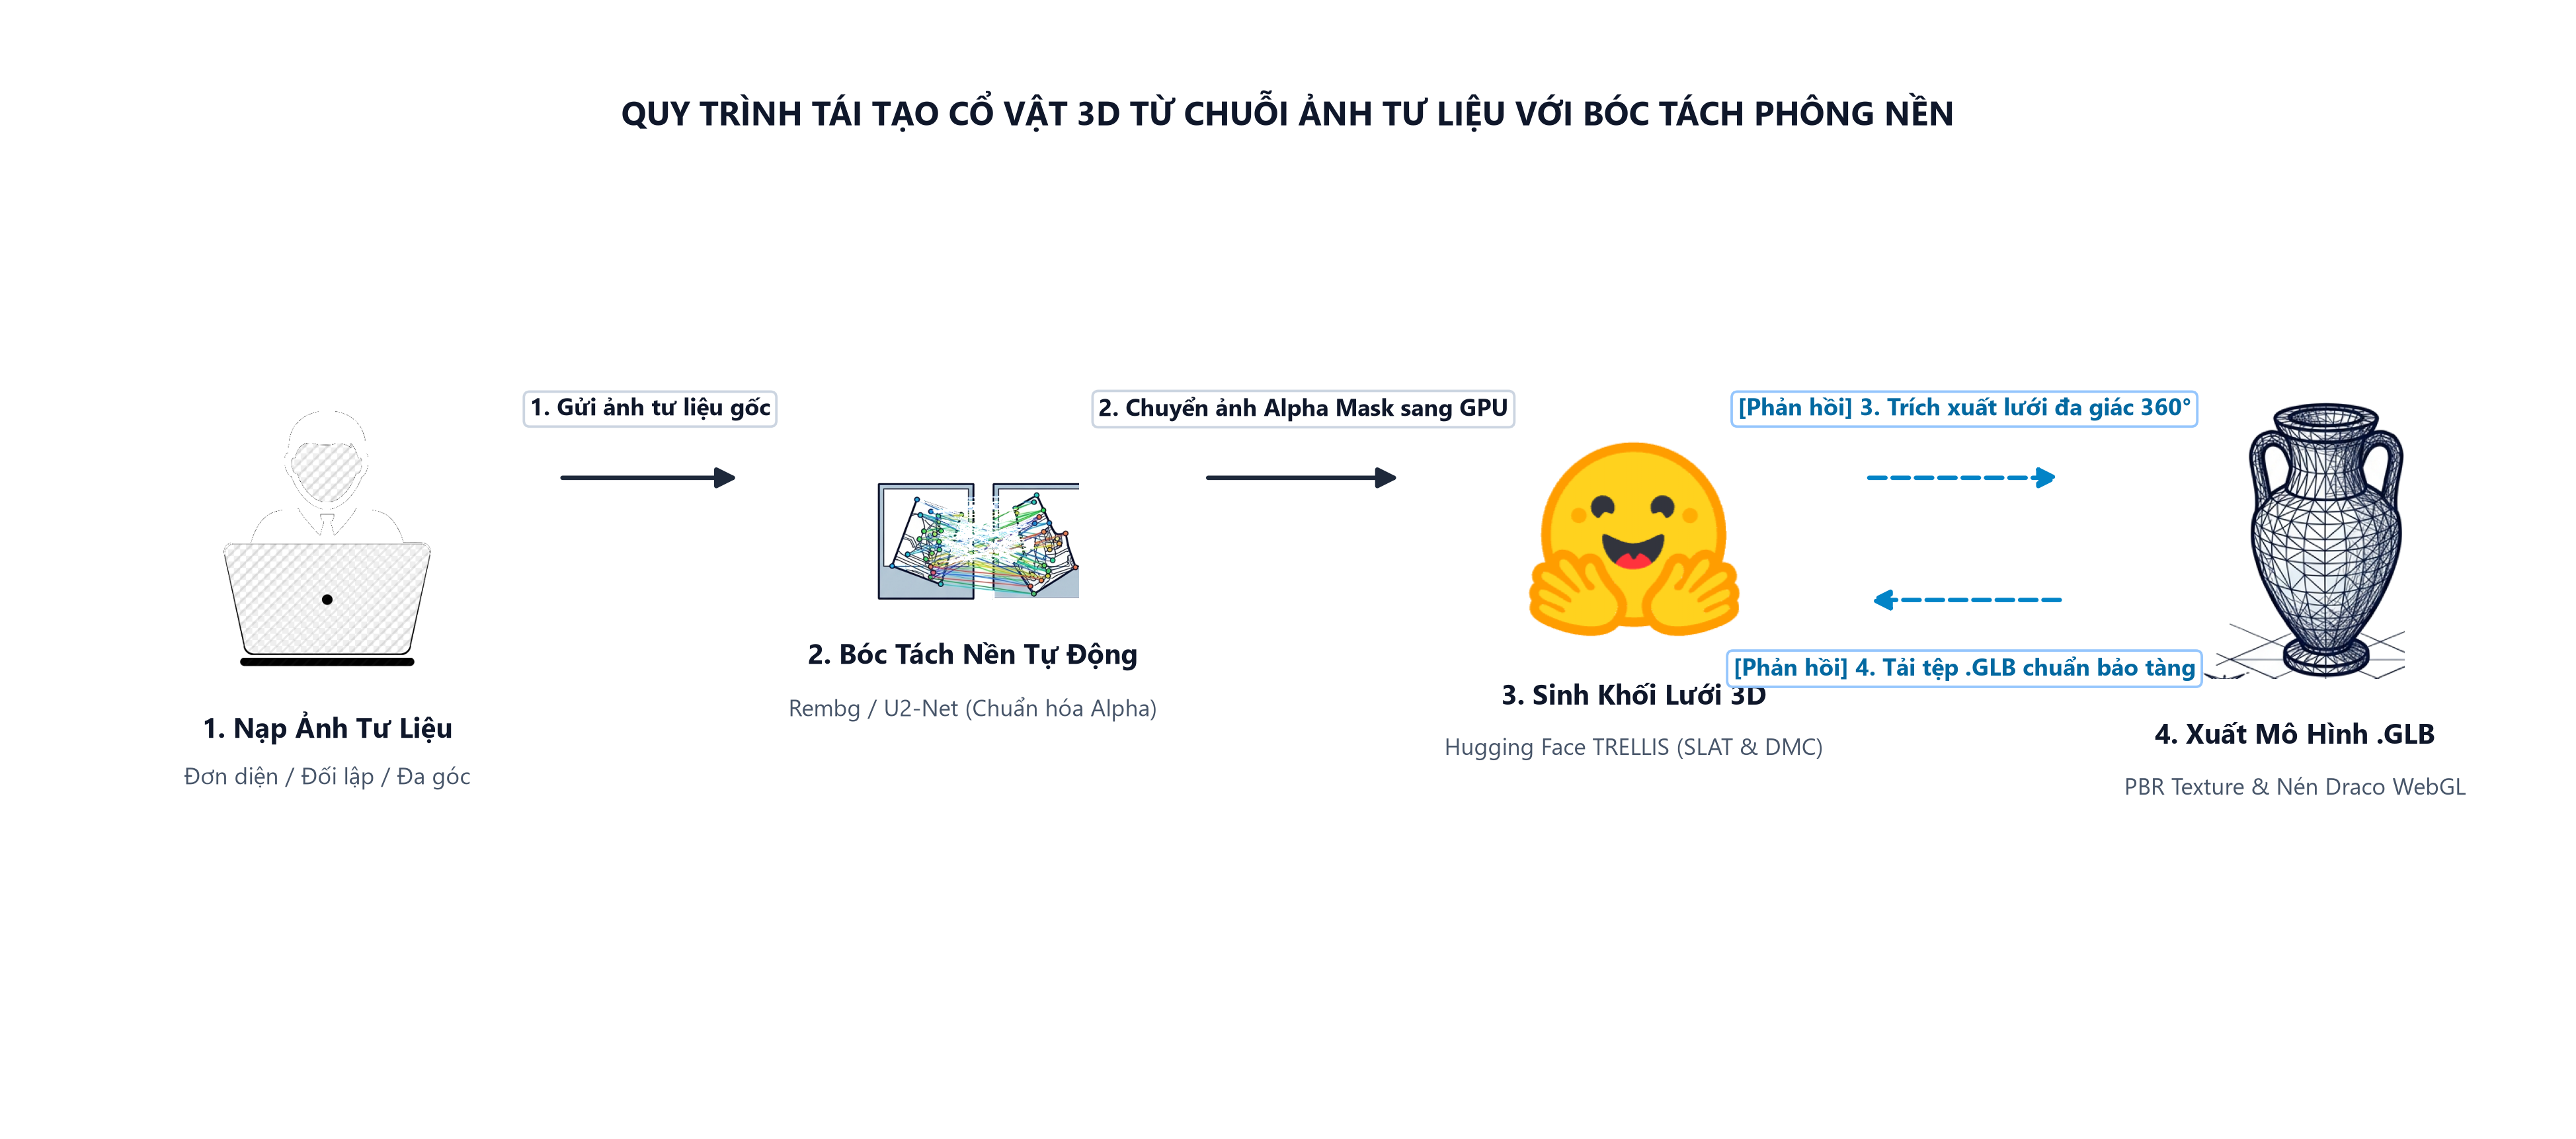 QUY TRÌNH TÁI TẠO CỔ VẬT 3D TỪ CHUỖI ẢNH TƯ LIỆU VỚI BÓC TÁCH PHÔNG NỀN
1. Gửi ảnh tư liệu gốc
2. Chuyển ảnh Alpha Mask sang GPU
[Phản hồi] 3. Trích xuất lưới đa giác 360°
[Phản hồi] 4. Tải tệp .GLB chuẩn bảo tàng
1. Nạp Ảnh Tư Liệu
Đơn diện / Đối lập / Đa góc
2. Bóc Tách Nền Tự Động
Rembg / U2-Net (Chuẩn hóa Alpha)
3. Sinh Khối Lưới 3D
Hugging Face TRELLIS (SLAT & DMC)
4. Xuất Mô Hình .GLB
PBR Texture & Nén Draco WebGL